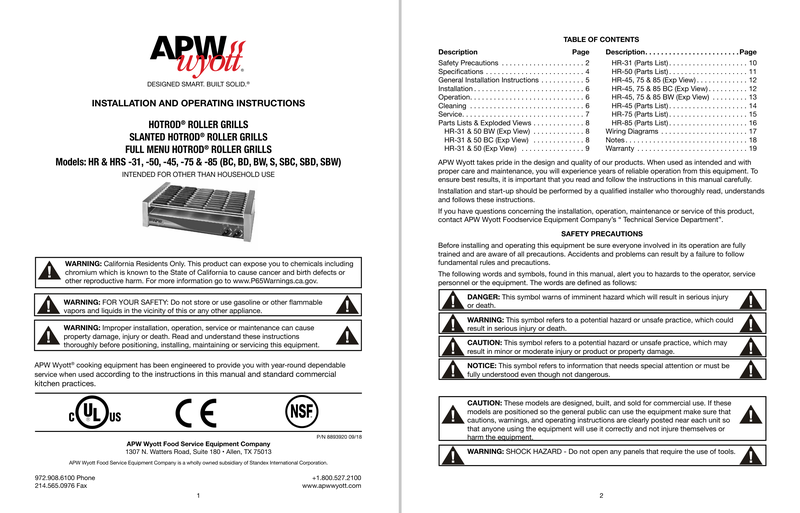 APW
wyott®
DESIGNED SMART. BUILT SOLID.®
INSTALLATION AND OPERATING INSTRUCTIONS
HOTROD® ROLLER GRILLS
SLANTED HOTROD® ROLLER GRILLS
FULL MENU HOTROD® ROLLER GRILLS
Models: HR & HRS -31, -50, -45, -75 & -85 (BC, BD, BW, S, SBC, SBD, SBW)
INTENDED FOR OTHER THAN HOUSEHOLD USE
WARNING: California Residents Only. This product can expose you to chemicals including
chromium which is known to the State of California to cause cancer and birth defects or
other reproductive harm. For more information go to www.P65Warnings.ca.gov.
WARNING: FOR YOUR SAFETY: Do not store or use gasoline or other flammable
vapors and liquids in the vicinity of this or any other appliance.
WARNING: Improper installation, operation, service or maintenance can cause
property damage, injury or death. Read and understand these instructions
thoroughly before positioning, installing, maintaining or servicing this equipment.
APW Wyott® cooking equipment has been engineered to provide you with year-round dependable
service when used according to the instructions in this manual and standard commercial
kitchen practices.
C UL US
CE
NSF
P/N 8893920 09/18
APW Wyott Food Service Equipment Company
1307 N. Watters Road, Suite 180 • Allen, TX 75013
APW Wyott Food Service Equipment Company is a wholly owned subsidiary of Standex International Corporation.
972.908.6100 Phone +1.800.527.2100
214.565.0976 Fax www.apwwyott.com
1
TABLE OF CONTENTS
Description Page
Safety Precautions . . . . . . . . . . . . . . . . . . . . . 2
Specifications . . . . . . . . . . . . . . . . . . . . . . . . 4
General Installation Instructions . . . . . . . . . . . 5
Installation . . . . . . . . . . . . . . . . . . . . . . . . . . . 6
Operation. . . . . . . . . . . . . . . . . . . . . . . . . . . . 6
Cleaning . . . . . . . . . . . . . . . . . . . . . . . . . . . . 6
Service. . . . . . . . . . . . . . . . . . . . . . . . . . . . . . 7
Parts Lists & Exploded Views . . . . . . . . . . . . . 8
HR-31 & 50 BW (Exp View) . . . . . . . . . . . . . 8
HR-31 & 50 BC (Exp View) . . . . . . . . . . . . . 8
HR-31 & 50 (Exp View) . . . . . . . . . . . . . . . . 9
Description. . . . . . . . . . . . . . . . . . . . . . . .Page
HR-31 (Parts List) . . . . . . . . . . . . . . . . . . . . 10
HR-50 (Parts List) . . . . . . . . . . . . . . . . . . . . 11
HR-45, 75 & 85 (Exp View) . . . . . . . . . . . . . 12
HR-45, 75 & 85 BC (Exp View) . . . . . . . . . . 12
HR-45, 75 & 85 BW (Exp View) . . . . . . . . . 13
HR-45 (Parts List) . . . . . . . . . . . . . . . . . . . . 14
HR-75 (Parts List) . . . . . . . . . . . . . . . . . . . . 15
HR-85 (Parts List) . . . . . . . . . . . . . . . . . . . . 16
Wiring Diagrams . . . . . . . . . . . . . . . . . . . . . . 17
Notes . . . . . . . . . . . . . . . . . . . . . . . . . . . . . . . 18
Warranty . . . . . . . . . . . . . . . . . . . . . . . . . . . . 19
APW Wyott takes pride in the design and quality of our products. When used as intended and with
proper care and maintenance, you will experience years of reliable operation from this equipment. To
ensure best results, it is important that you read and follow the instructions in this manual carefully.
Installation and start-up should be performed by a qualified installer who thoroughly read, understands
and follows these instructions.
If you have questions concerning the installation, operation, maintenance or service of this product,
contact APW Wyott Foodservice Equipment Company's “ Technical Service Department”.
SAFETY PRECAUTIONS
Before installing and operating this equipment be sure everyone involved in its operation are fully
trained and are aware of all precautions. Accidents and problems can result by a failure to follow
fundamental rules and precautions.
The following words and symbols, found in this manual, alert you to hazards to the operator, service
personnel or the equipment. The words are defined as follows:
DANGER: This symbol warns of imminent hazard which will result in serious injury
or death.
WARNING: This symbol refers to a potential hazard or unsafe practice, which could
result in serious injury or death.
CAUTION: This symbol refers to a potential hazard or unsafe practice, which may
result in minor or moderate injury or product or property damage.
NOTICE: This symbol refers to information that needs special attention or must be
fully understood even though not dangerous.
CAUTION: These models are designed, built, and sold for commercial use. If these
models are positioned so the general public can use the equipment make sure that
cautions, warnings, and operating instructions are clearly posted near each unit so
that anyone using the equipment will use it correctly and not injure themselves or
harm the equipment.
WARNING: SHOCK HAZARD - Do not open any panels that require the use of tools.
2